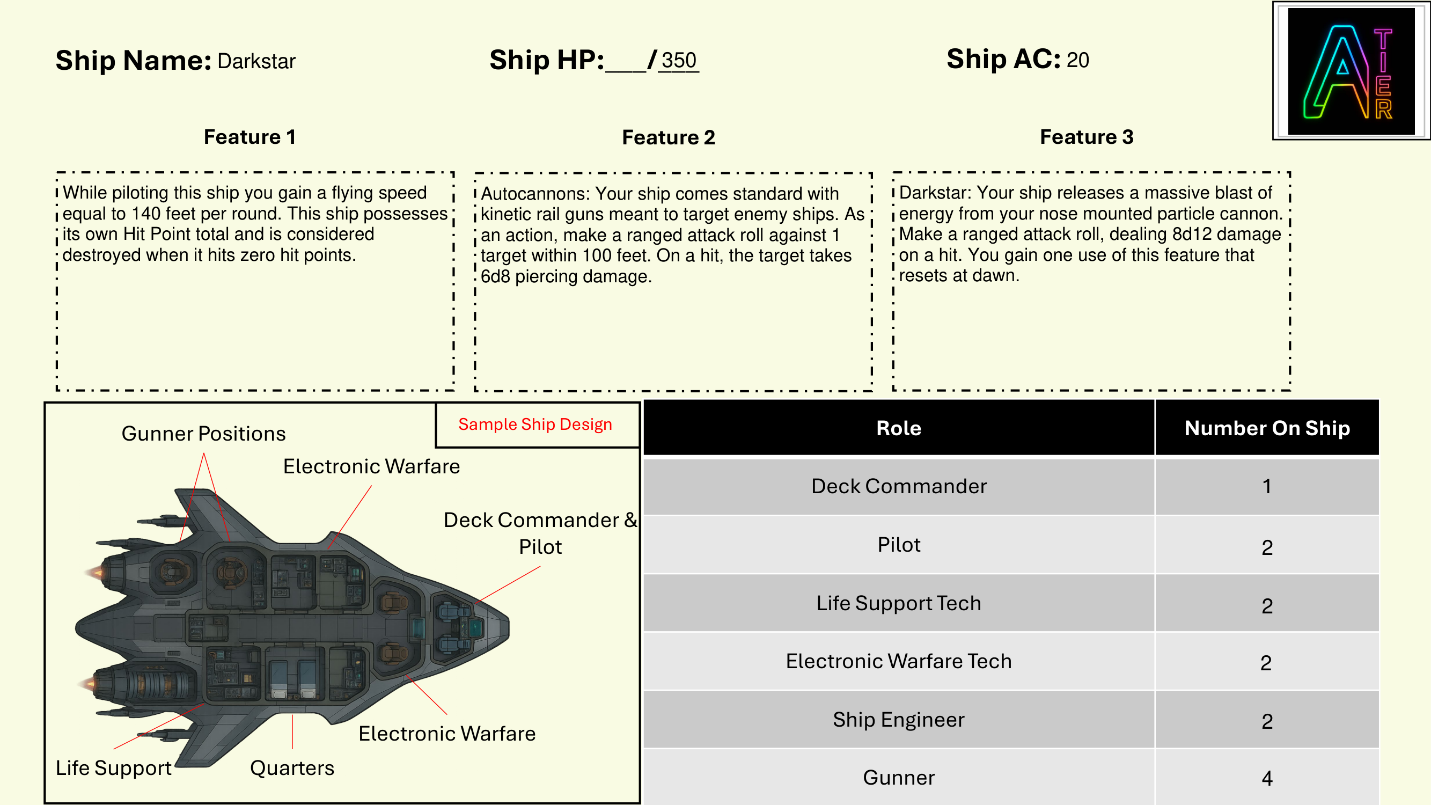 Ship Name: Darkstar
Ship HP:___/350
Ship AC: 20
A TIER
Feature 1
While piloting this ship you gain a flying speed
equal to 140 feet per round. This ship possesses
its own Hit Point total and is considered
destroyed when it hits zero hit points.
Feature 2
Autocannons: Your ship comes standard with
kinetic rail guns meant to target enemy ships. As
an action, make a ranged attack roll against 1
target within 100 feet. On a hit, the target takes
6d8 piercing damage.
Feature 3
Darkstar: Your ship releases a massive blast of
energy from your nose mounted particle cannon.
Make a ranged attack roll, dealing 8d12 damage
on a hit. You gain one use of this feature that
resets at dawn.
Sample Ship Design
Gunner Positions
Electronic Warfare
Deck Commander &
Pilot
Electronic Warfare
Life Support
Quarters
Role Number On Ship
Deck Commander 1
Pilot 2
Life Support Tech 2
Electronic Warfare Tech 2
Ship Engineer 2
Gunner 4